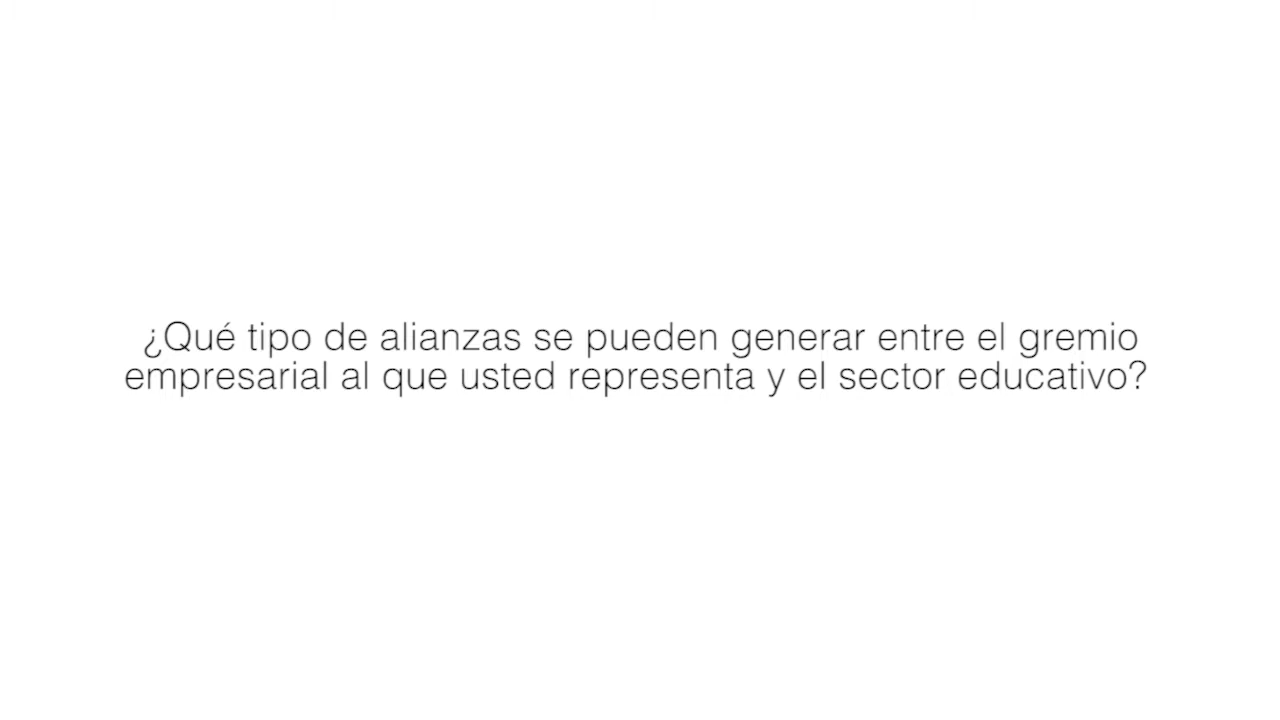 ¿Qué tipo de alianzas se pueden generar entre el gremio
empresarial al que usted representa y el sector educativo?